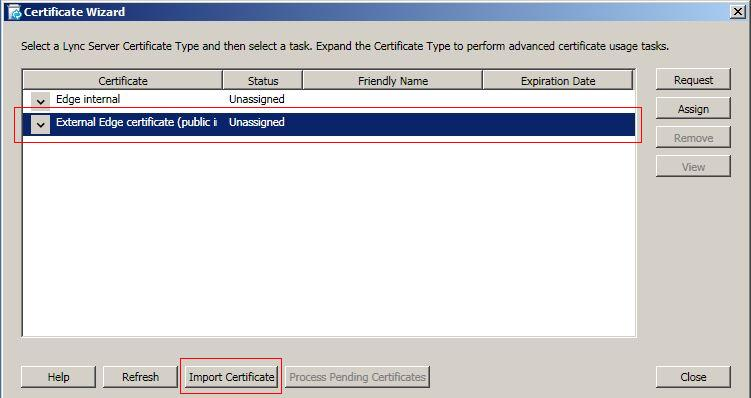 Certificate Wizard
Select a Lync Server Certificate Type and then select a task. Expand the Certificate Type to perform advanced certificate usage tasks.
Certificate Status Friendly Name Expiration Date
Edge internal Unassigned
External Edge certificate (public i Unassigned
Request
Assign
Remove
View
Help Refresh Import Certificate Process Pending Certificates Close